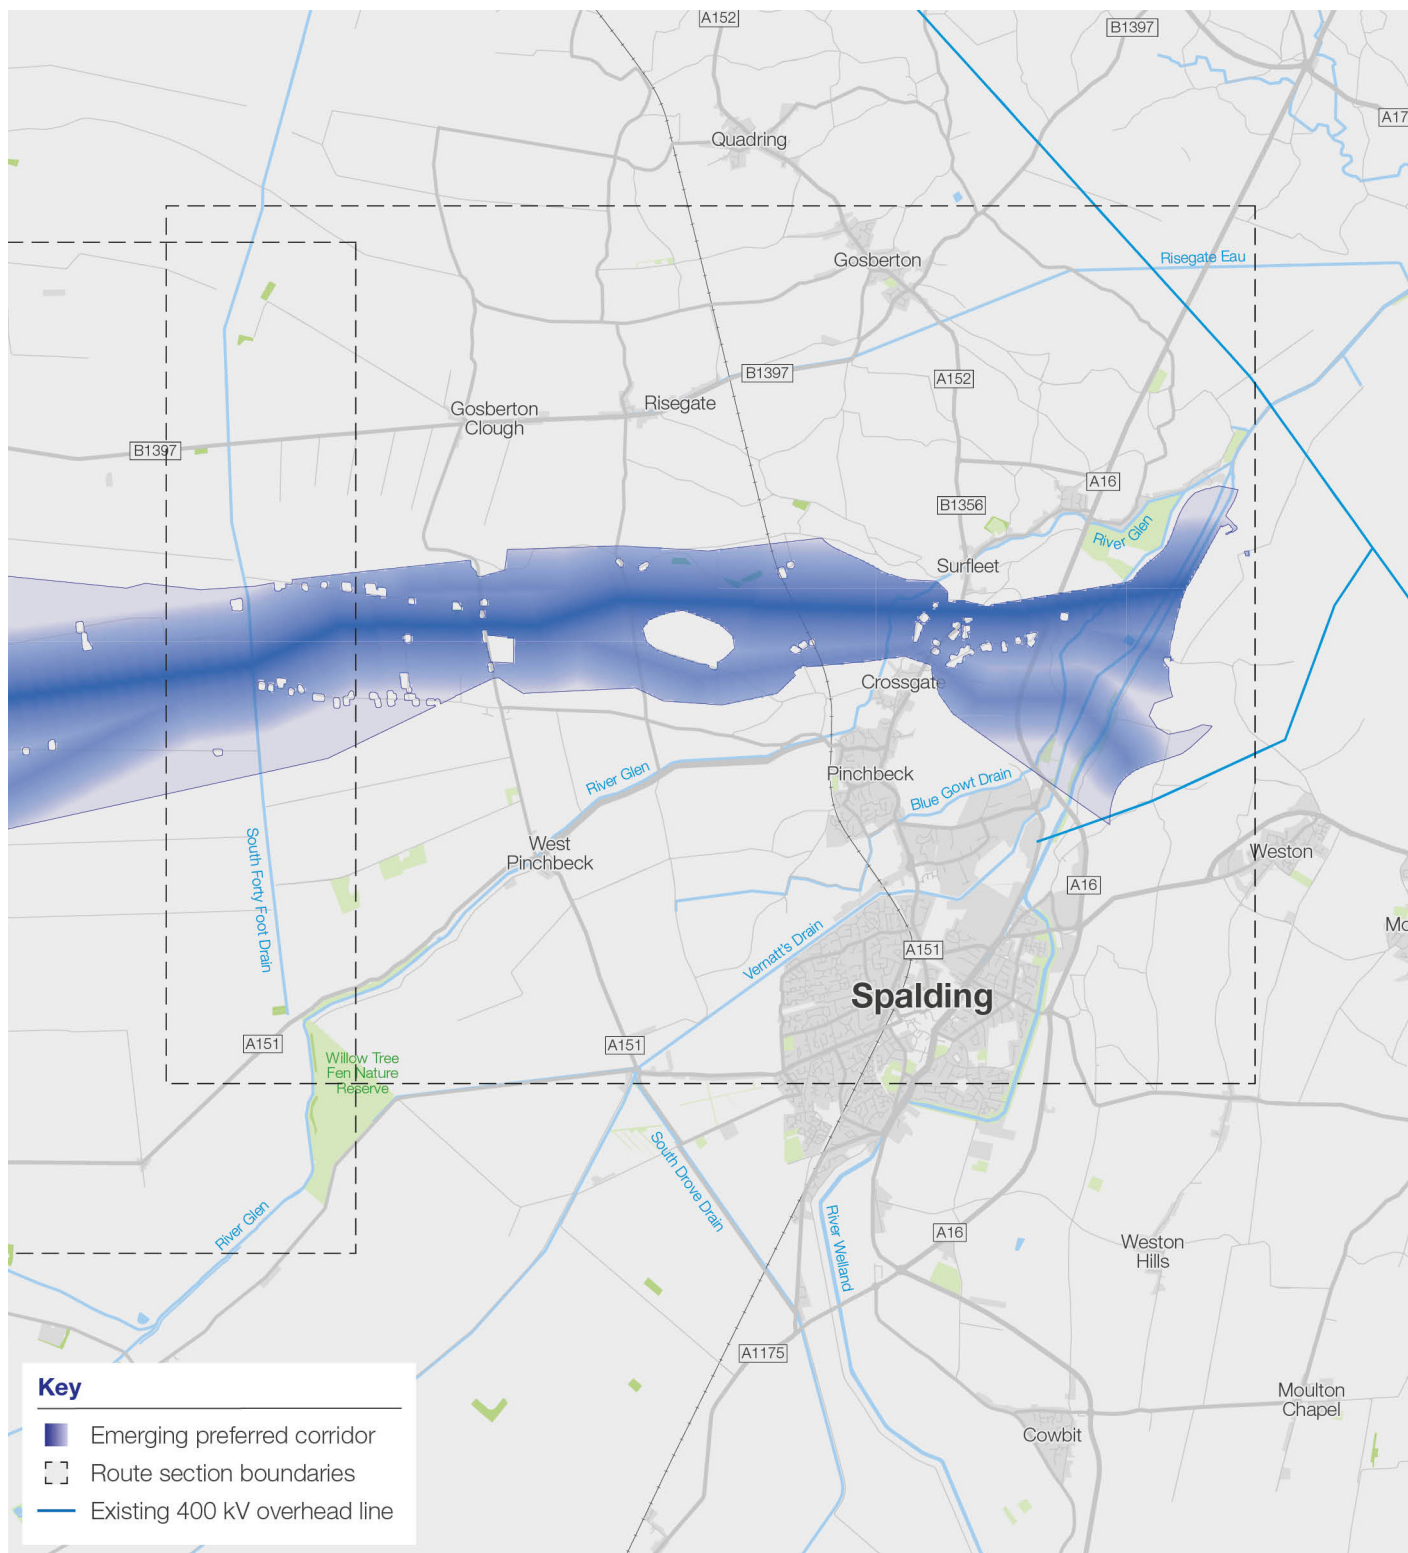 A152
B1397
A17
Quadring
Gosberton
Risegate Eau
B1397
A152
Gosberton
Clough
Risegate
B1397
A16
B1356
River Glen
Surfleet
Crossgate
Pinchbeck
River Glen
Blue Gowt Drain
West
Pinchbeck
Weston
South Forty Foot Drain
A16
Mo
Vernatt's Drain
A151
Spalding
A151
A151
Willow Tree
Fen Nature
Reserve
South Drove Drain
River Glen
River Welland
A16
Weston
Hills
A1175
Moulton
Chapel
Cowbit
Key
Emerging preferred corridor
Route section boundaries
Existing 400 kV overhead line